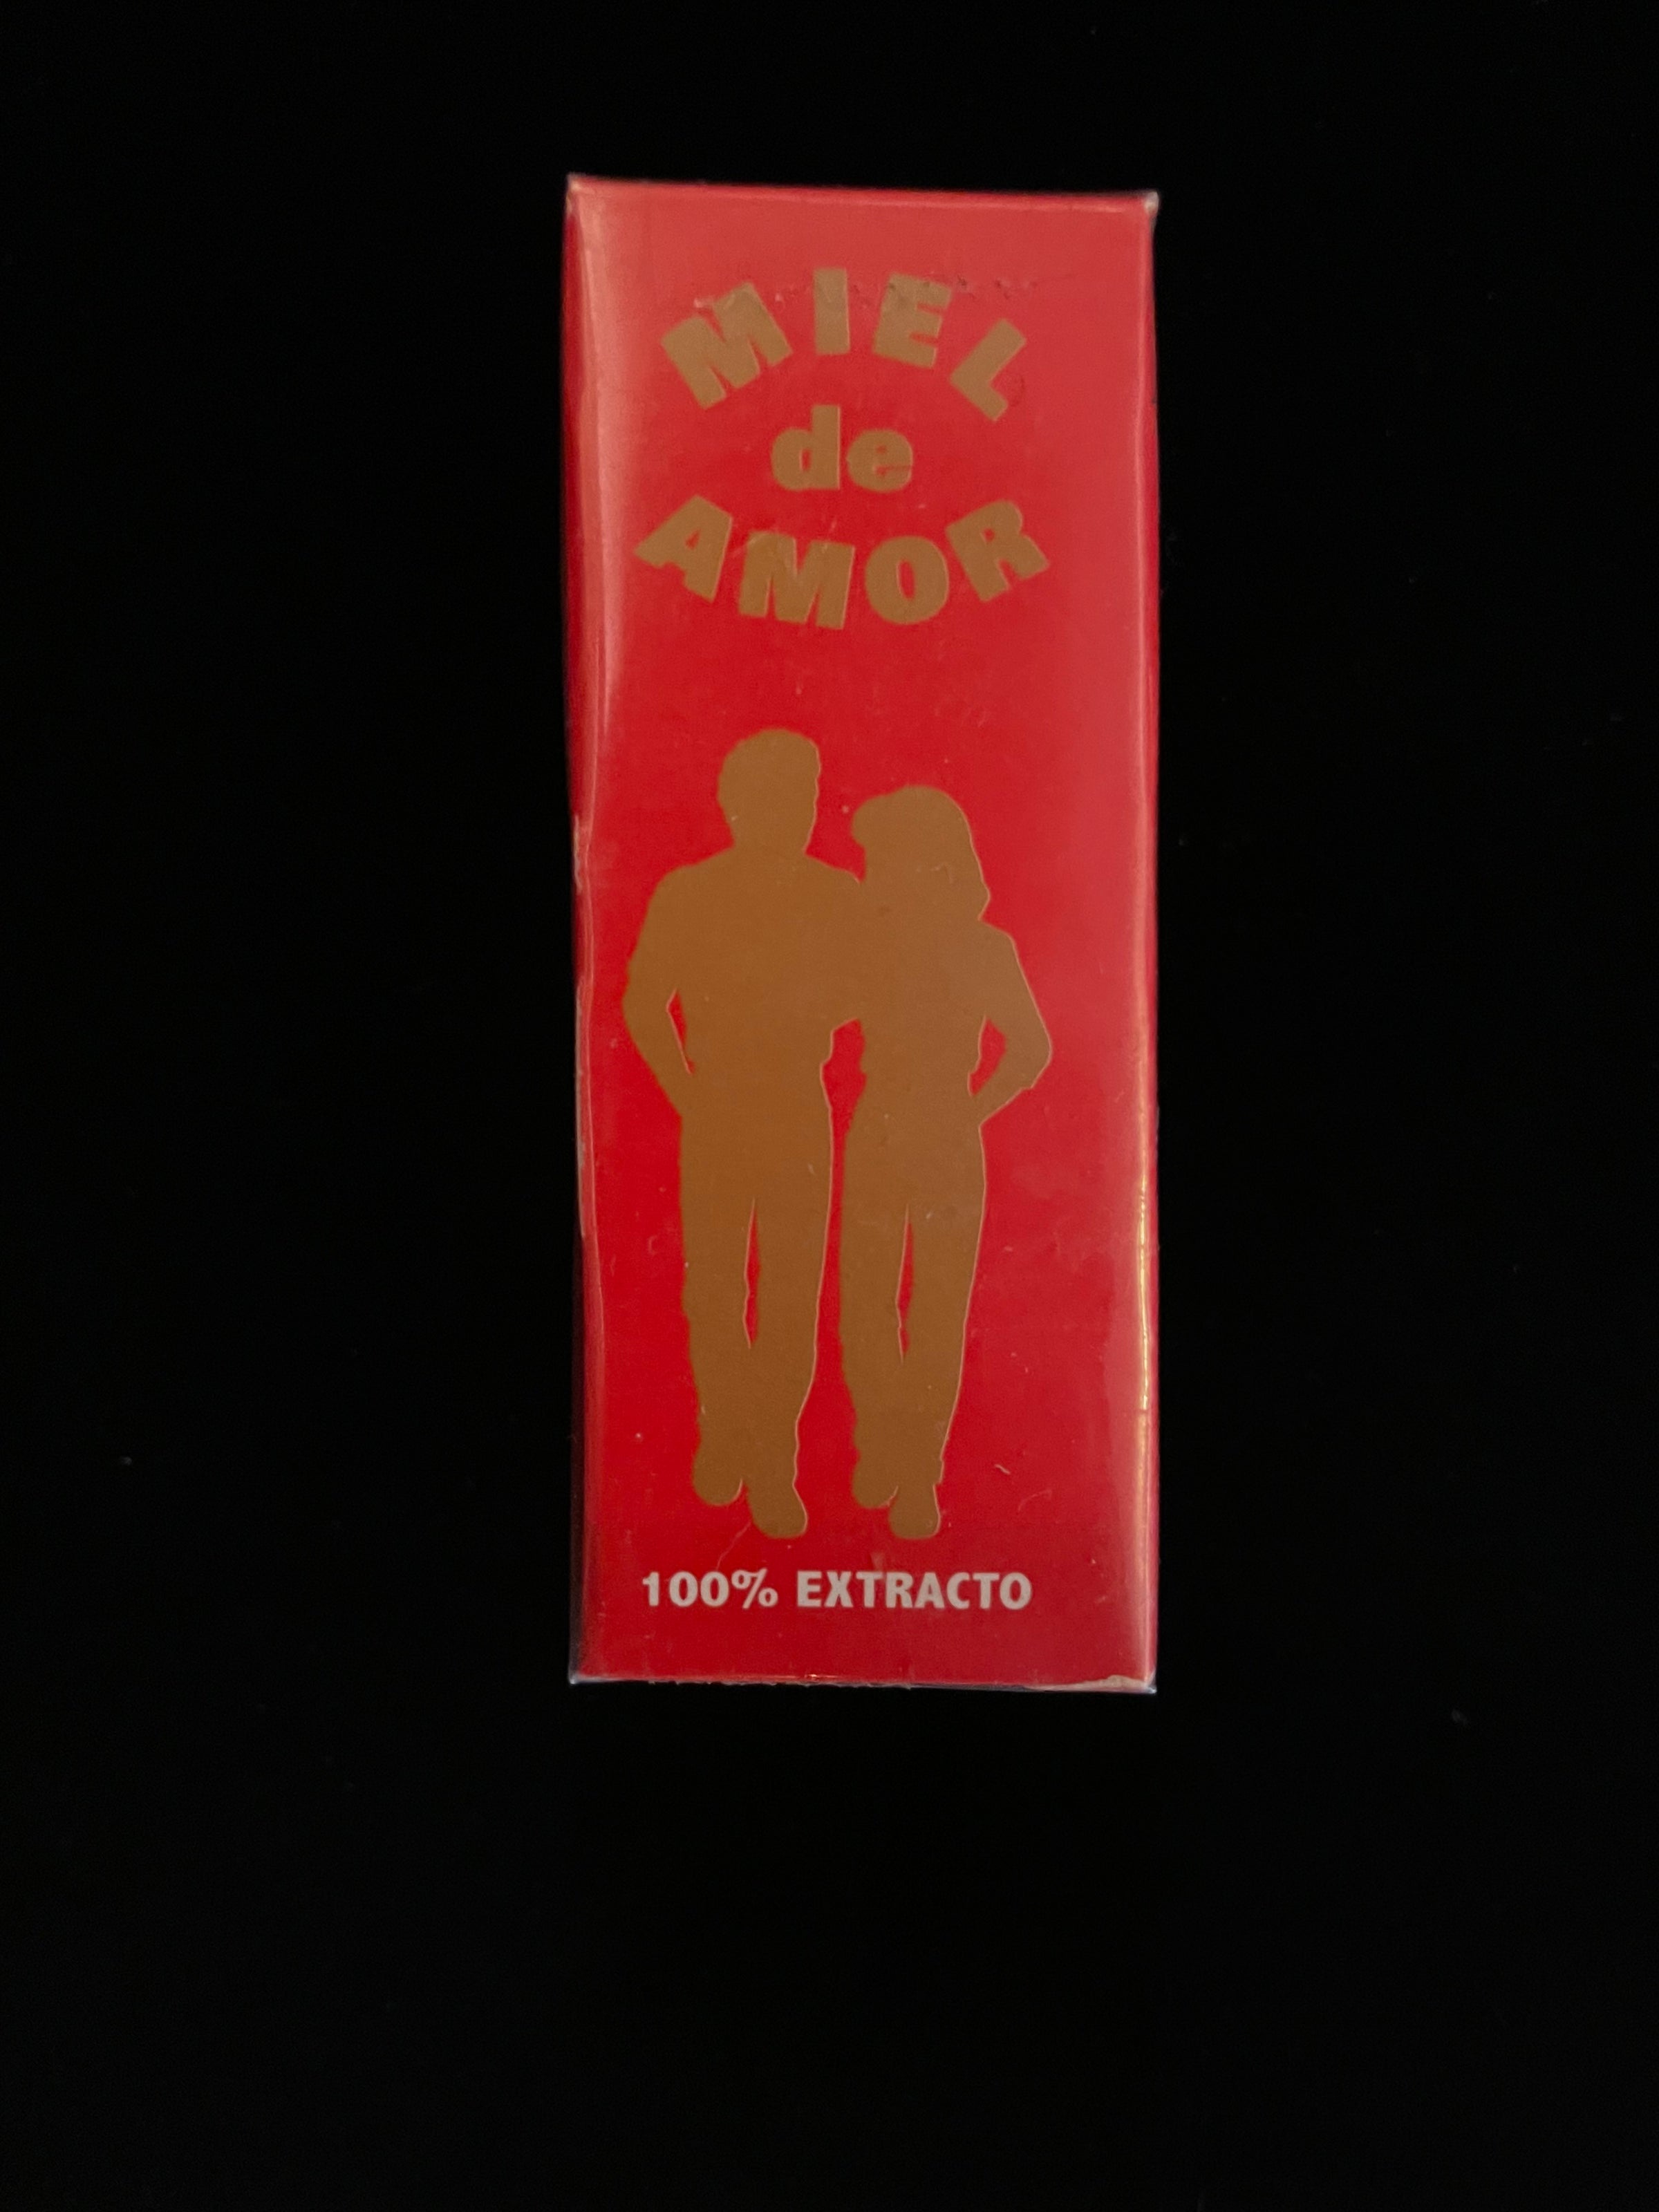 MIEL
de
AMOR
100% EXTRACTO